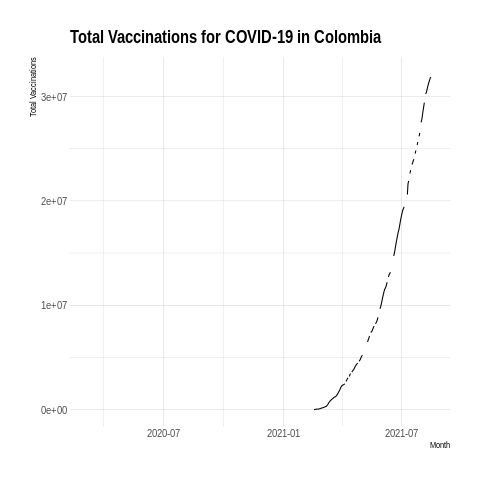 Total Vaccinations for COVID-19 in Colombia
Total Vaccinations
3e+07
2e+07
1e+07
0e+00
2020-07
2021-01
2021-07
Month